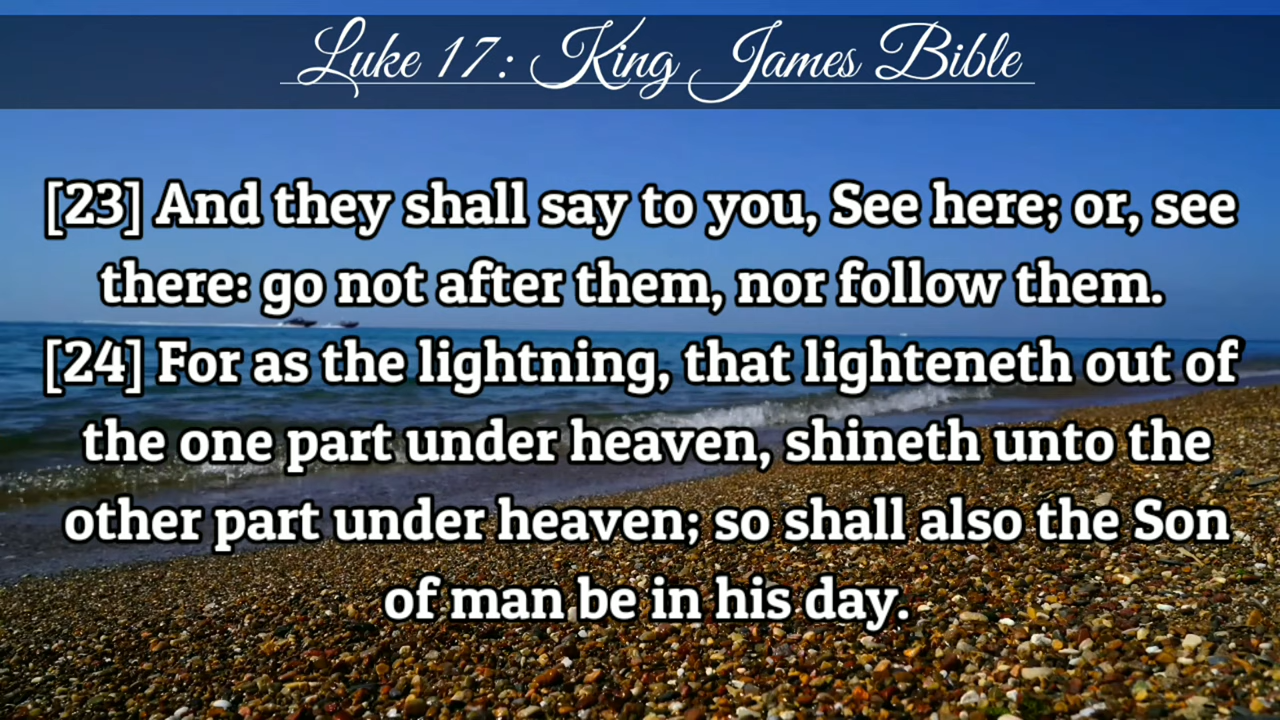 Luke 17: King James Bible
[23] And they shall say to you, See here; or, see
there: go not after them, nor follow them.
[24] For as the lightning, that lighteneth out of
the one part under heaven, shineth unto the
other part under heaven; so shall also the Son
of man be in his day.